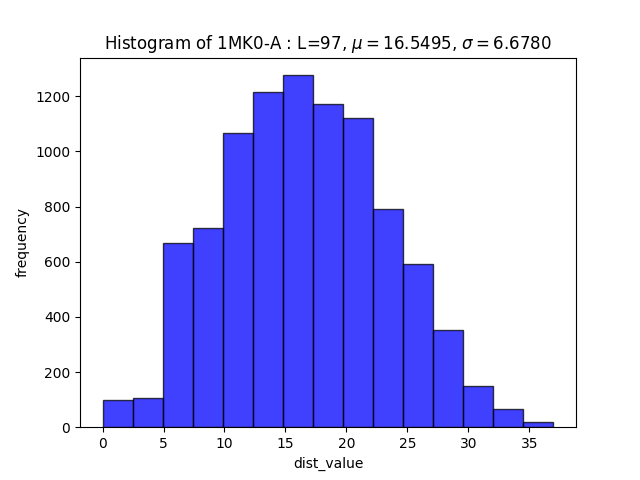 Histogram of 1MK0-A : L=97, μ = 16.5495, σ = 6.6780
frequency
1200
1000
800
600
400
200
0
0 5 10 15 20 25 30 35
dist_value